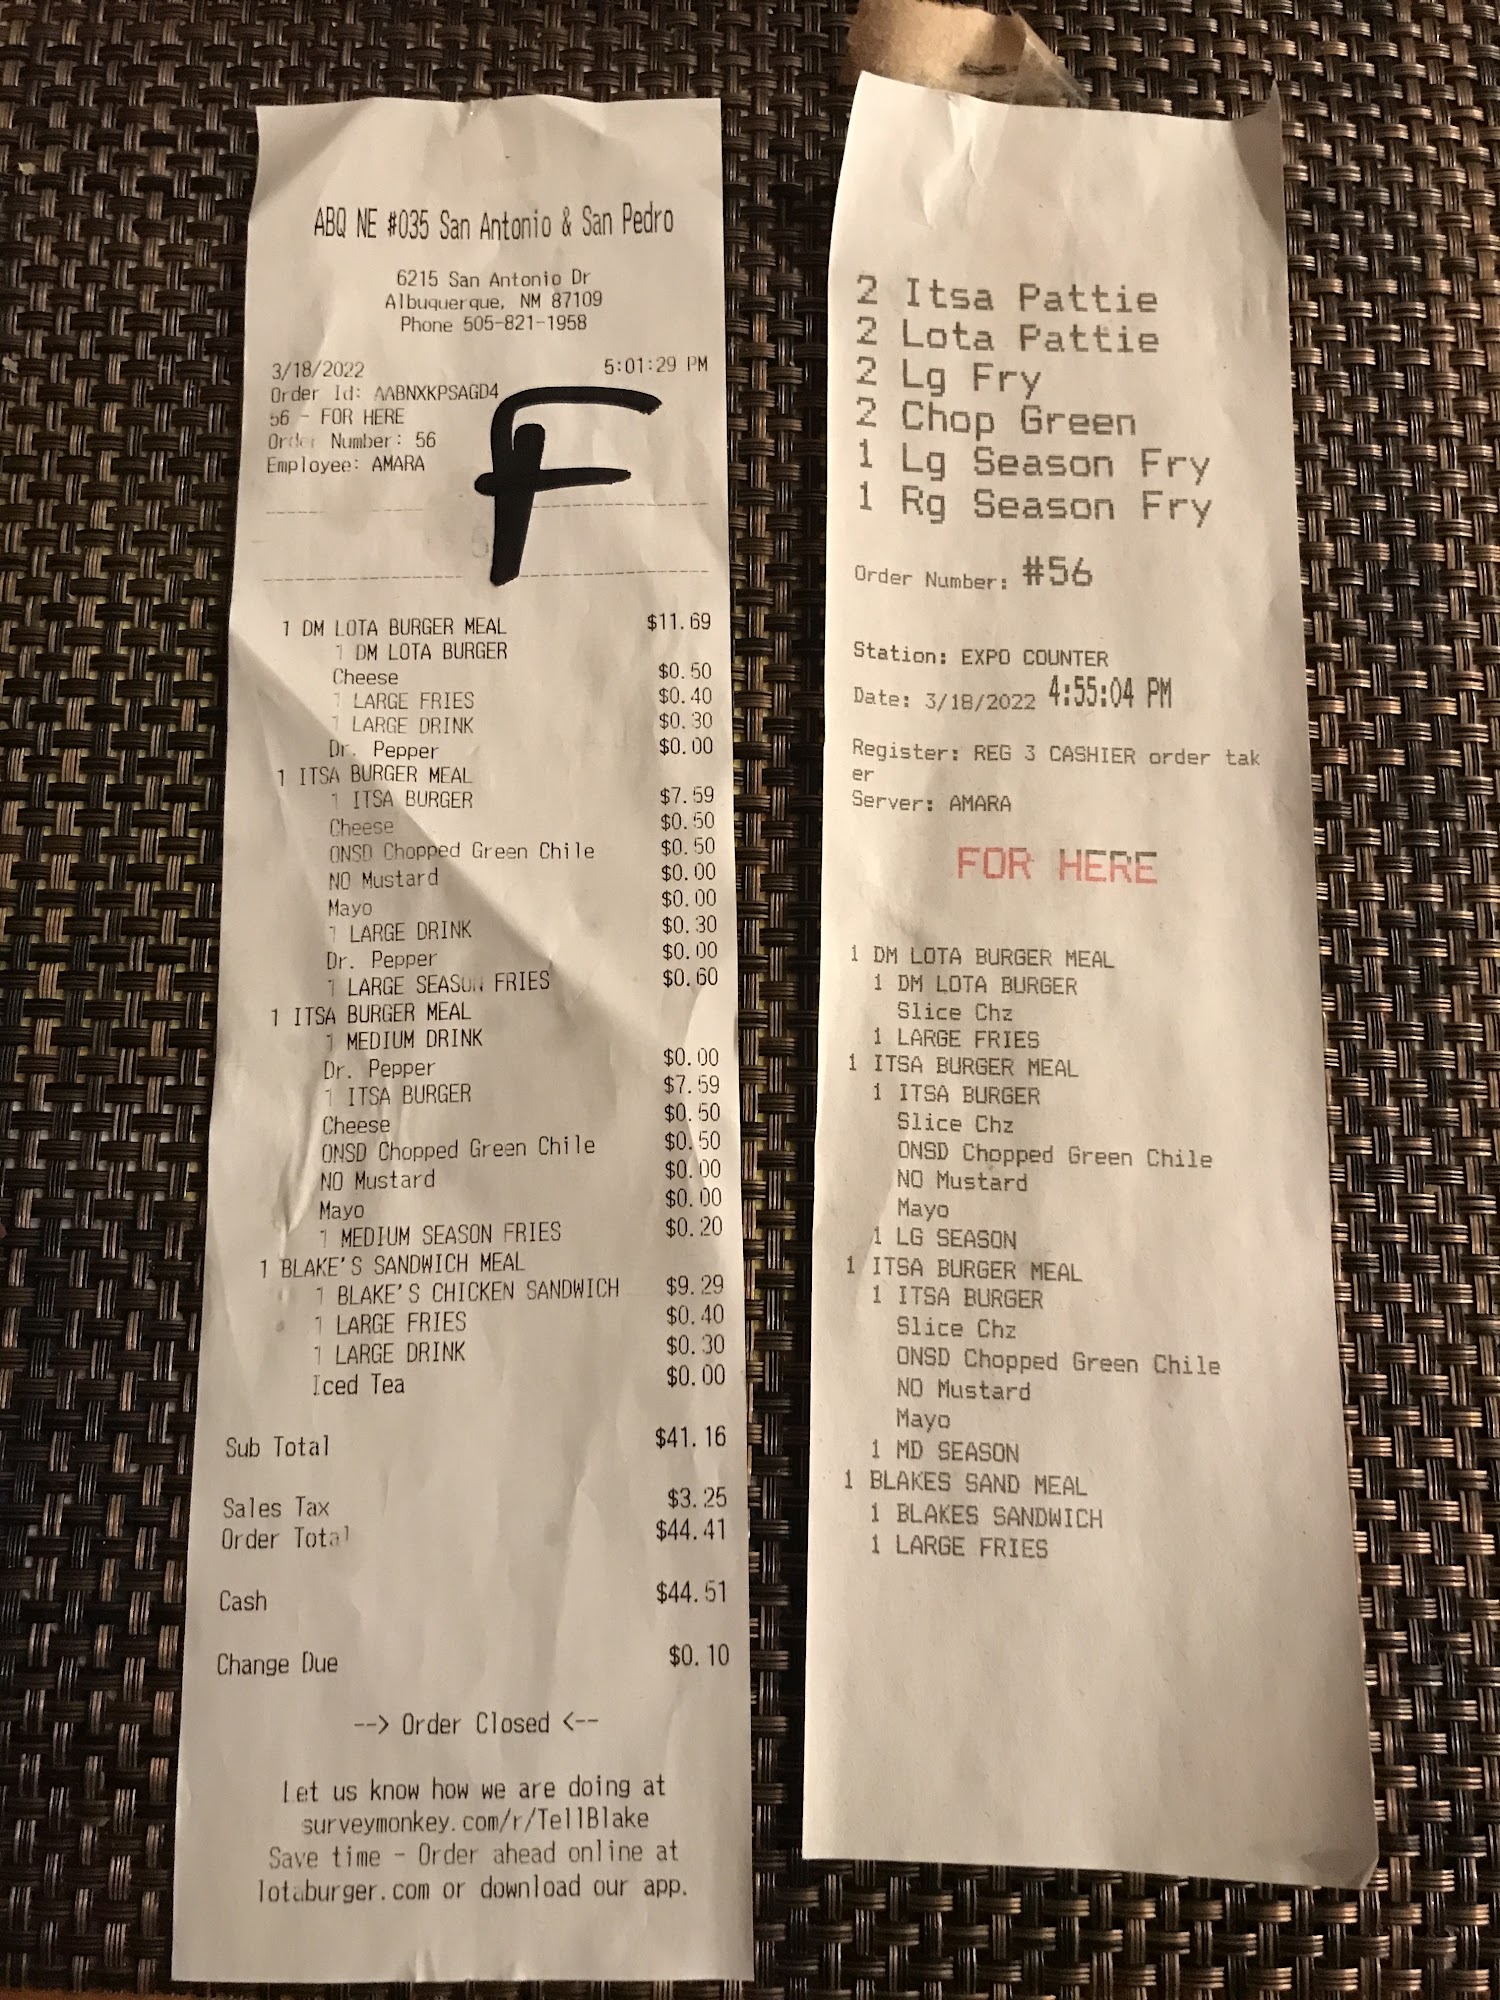 ABQ NE #035 San Antonio & San Pedro
6215 San Antonio Dr
Albuquerque, NM 87109
Phone 505-821-1958
3/18/2022 5:01:29 PM
Order Id: AABNXKPSAGD4
56 - FOR HERE
Order Number: 56
Employee: AMARA
F
1 DM LOTA BURGER MEAL $11.69
1 DM LOTA BURGER
Cheese $0.50
1 LARGE FRIES $0.40
1 LARGE DRINK $0.30
Dr. Pepper $0.00
1 ITSA BURGER MEAL
1 ITSA BURGER $7.59
Cheese $0.50
ONSD Chopped Green Chile $0.50
NO Mustard $0.00
Mayo $0.00
1 LARGE DRINK $0.30
Dr. Pepper $0.00
1 LARGE SEASON FRIES $0.60
1 ITSA BURGER MEAL
1 MEDIUM DRINK
Dr. Pepper $0.00
1 ITSA BURGER $7.59
Cheese $0.50
ONSD Chopped Green Chile $0.50
NO Mustard $0.00
Mayo $0.00
1 MEDIUM SEASON FRIES $0.20
1 BLAKE'S SANDWICH MEAL
1 BLAKE'S CHICKEN SANDWICH $9.29
1 LARGE FRIES $0.40
1 LARGE DRINK $0.30
Iced Tea $0.00
Sub Total $41.16
Sales Tax $3.25
Order Total $44.41
Cash $44.51
Change Due $0.10
--> Order Closed <--
Let us know how we are doing at
surveymonkey.com/r/TellBlake
Save time - Order ahead online at
lotaburger.com or download our app.
2 Itsa Pattie
2 Lota Pattie
2 Lg Fry
2 Chop Green
1 Lg Season Fry
1 Rg Season Fry
Order Number: #56
Station: EXPO COUNTER
Date: 3/18/2022 4:55:04 PM
Register: REG 3 CASHIER order tak
er
Server: AMARA
FOR HERE
1 DM LOTA BURGER MEAL
1 DM LOTA BURGER
Slice Chz
1 LARGE FRIES
1 ITSA BURGER MEAL
1 ITSA BURGER
Slice Chz
ONSD Chopped Green Chile
NO Mustard
Mayo
1 LG SEASON
1 ITSA BURGER MEAL
1 ITSA BURGER
Slice Chz
ONSD Chopped Green Chile
NO Mustard
Mayo
1 MD SEASON
1 BLAKES SAND MEAL
1 BLAKES SANDWICH
1 LARGE FRIES